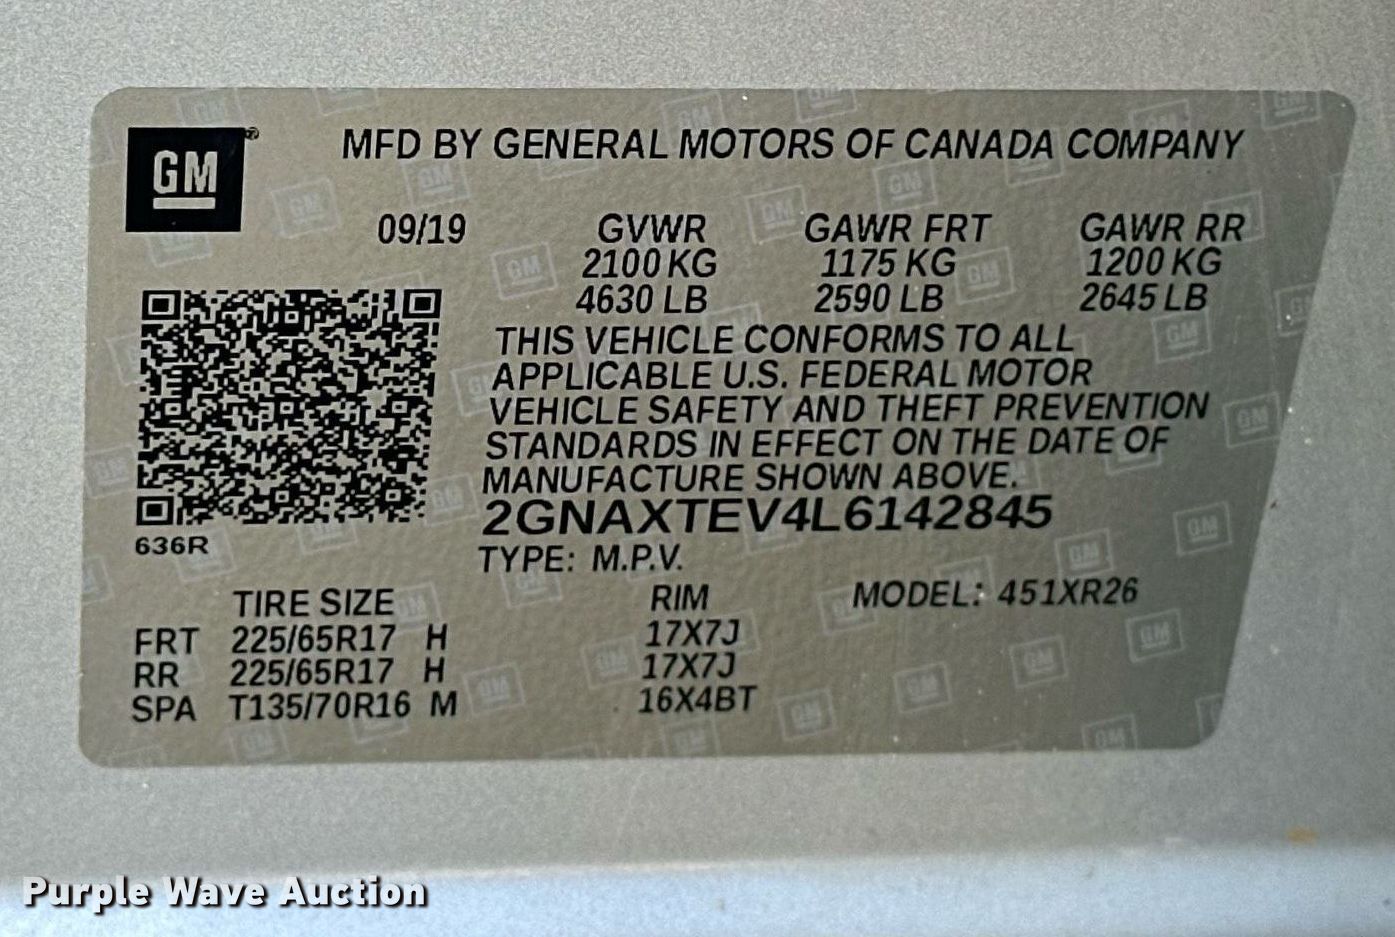 GM
MFD BY GENERAL MOTORS OF CANADA COMPANY
09/19 GVWR GAWR FRT GAWR RR
2100 KG 1175 KG 1200 KG
4630 LB 2590 LB 2645 LB
THIS VEHICLE CONFORMS TO ALL
APPLICABLE U.S. FEDERAL MOTOR
VEHICLE SAFETY AND THEFT PREVENTION
STANDARDS IN EFFECT ON THE DATE OF
MANUFACTURE SHOWN ABOVE.
2GNAXTEV4L6142845
636R
TYPE: M.P.V.
TIRE SIZE RIM MODEL: 451XR26
FRT 225/65R17 H 17X7J
RR 225/65R17 H 17X7J
SPA T135/70R16 M 16X4BT
Purple Wave Auction